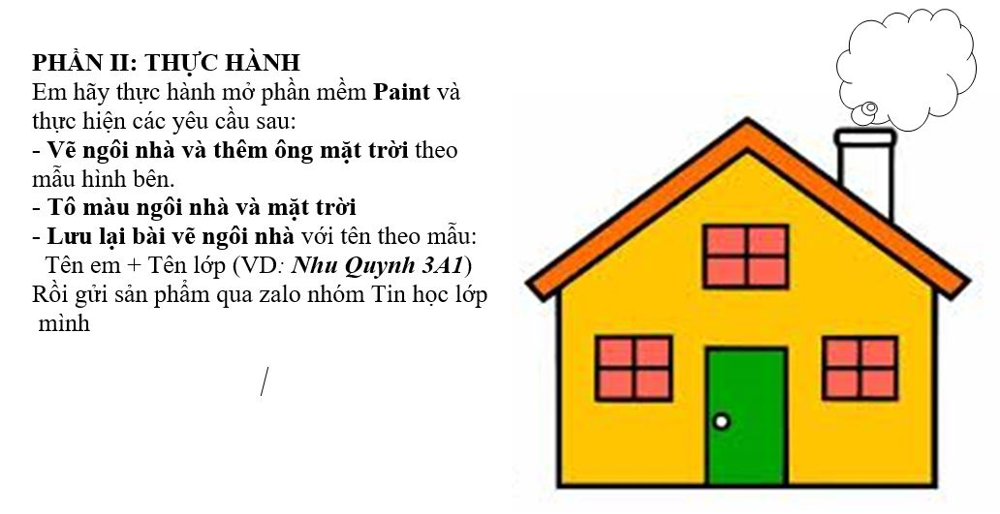 PHẦN II: THỰC HÀNH
Em hãy thực hành mở phần mềm Paint và
thực hiện các yêu cầu sau:
- Vẽ ngôi nhà và thêm ông mặt trời theo
mẫu hình bên.
- Tô màu ngôi nhà và mặt trời
- Lưu lại bài vẽ ngôi nhà với tên theo mẫu:
Tên em + Tên lớp (VD: Nhu Quynh 3A1)
Rồi gửi sản phẩm qua zalo nhóm Tin học lớp
mình
/